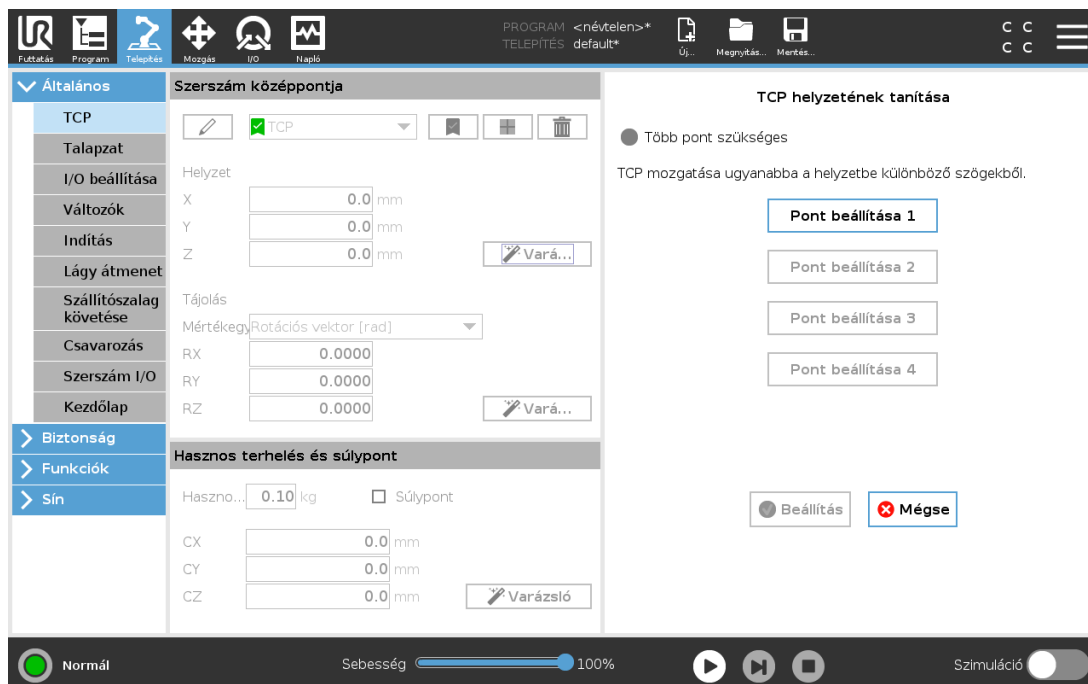 UR
Futtatás
Program
Telepítés
Mozgás
I/O
Napló
PROGRAM <névtelen>*
TELEPÍTÉS default*
Új...
Megnyitás...
Mentés...
C C
C C
Általános
TCP
Talapzat
I/O beállítása
Változók
Indítás
Lágy átmenet
Szállítószalag
követése
Csavarozás
Szerszám I/O
Kezdőlap
Biztonság
Funkciók
Sín
Szerszám középpontja
TCP
Helyzet
X 0.0 mm
Y 0.0 mm
Z 0.0 mm
Vará...
Tájolás
Mértékegy Rotációs vektor [rad]
RX 0.0000
RY 0.0000
RZ 0.0000
Vará...
Hasznos terhelés és súlypont
Haszno... 0.10 kg
Súlypont
CX 0.0 mm
CY 0.0 mm
CZ 0.0 mm
Varázsló
TCP helyzetének tanítása
Több pont szükséges
TCP mozgatása ugyanabba a helyzetbe különböző szögekből.
Pont beállítása 1
Pont beállítása 2
Pont beállítása 3
Pont beállítása 4
Beállítás
Mégse
Normál
Sebesség 100%
Szimuláció